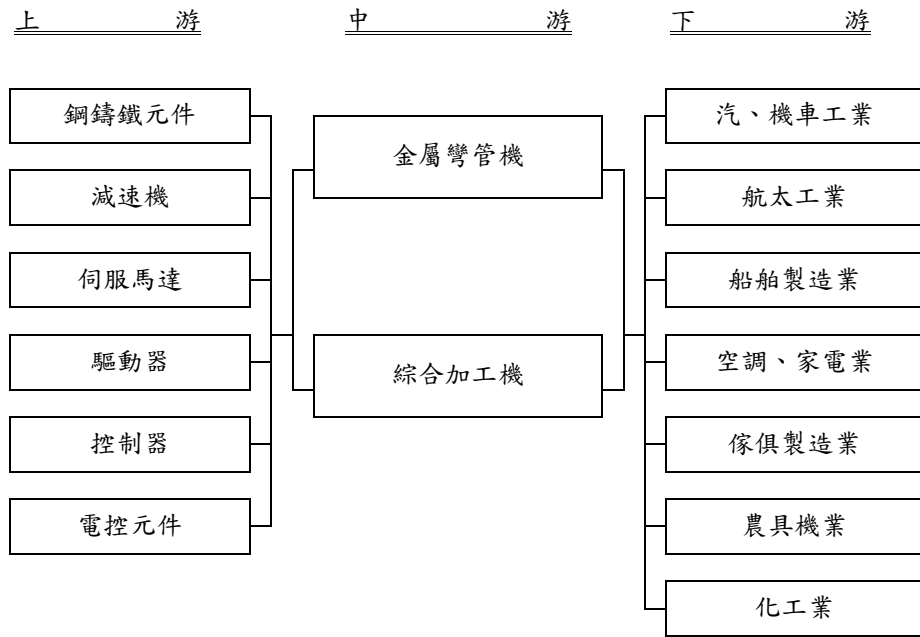 上游
中游
下游
鋼鑄鐵元件
減速機
伺服馬達
驅動器
控制器
電控元件
金屬彎管機
綜合加工機
汽、機車工業
航太工業
船舶製造業
空調、家電業
傢俱製造業
農具機業
化工業